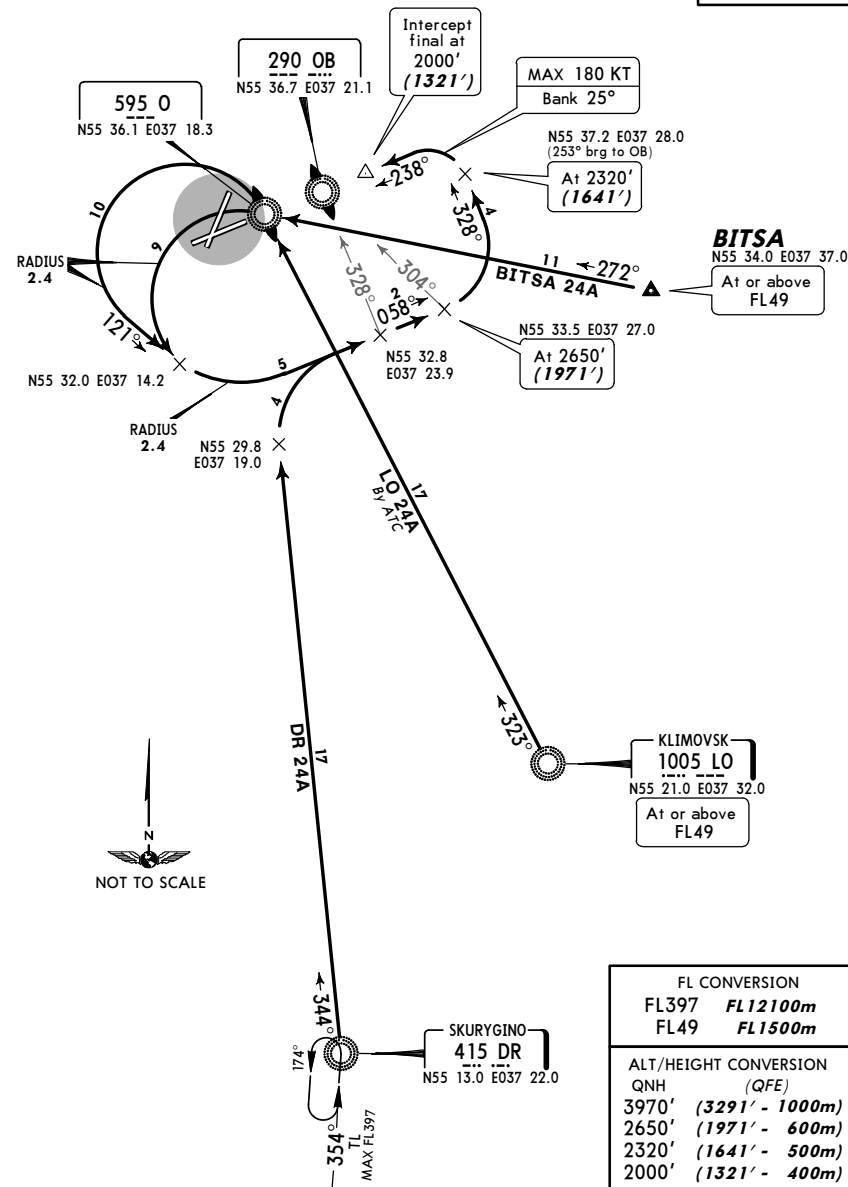 Intercept
final at
2000'
(1321')
290 OB
N55 36.7 E037 21.1
595 O
N55 36.1 E037 18.3
MAX 180 KT
Bank 25°
N55 37.2 E037 28.0
(253° brg to OB)
At 2320'
(1641')
238°
328°
4
10
9
RADIUS
2.4
121°
11
272°
BITSA 24A
BITSA
N55 34.0 E037 37.0
At or above
FL49
328°
304°
2
058°
N55 33.5 E037 27.0
At 2650'
(1971')
N55 32.8
E037 23.9
N55 32.0 E037 14.2
5
4
RADIUS
2.4
N55 29.8
E037 19.0
17
LO 24A
By ATC
323°
KLIMOVSK
1005 LO
N55 21.0 E037 32.0
At or above
FL49
17
DR 24A
N
NOT TO SCALE
344°
174°
SKURYGINO
415 DR
N55 13.0 E037 22.0
354°
TL
MAX FL397
FL CONVERSION
FL397 FL12100m
FL49 FL1500m
ALT/HEIGHT CONVERSION
QNH (QFE)
3970' (3291' - 1000m)
2650' (1971' - 600m)
2320' (1641' - 500m)
2000' (1321' - 400m)